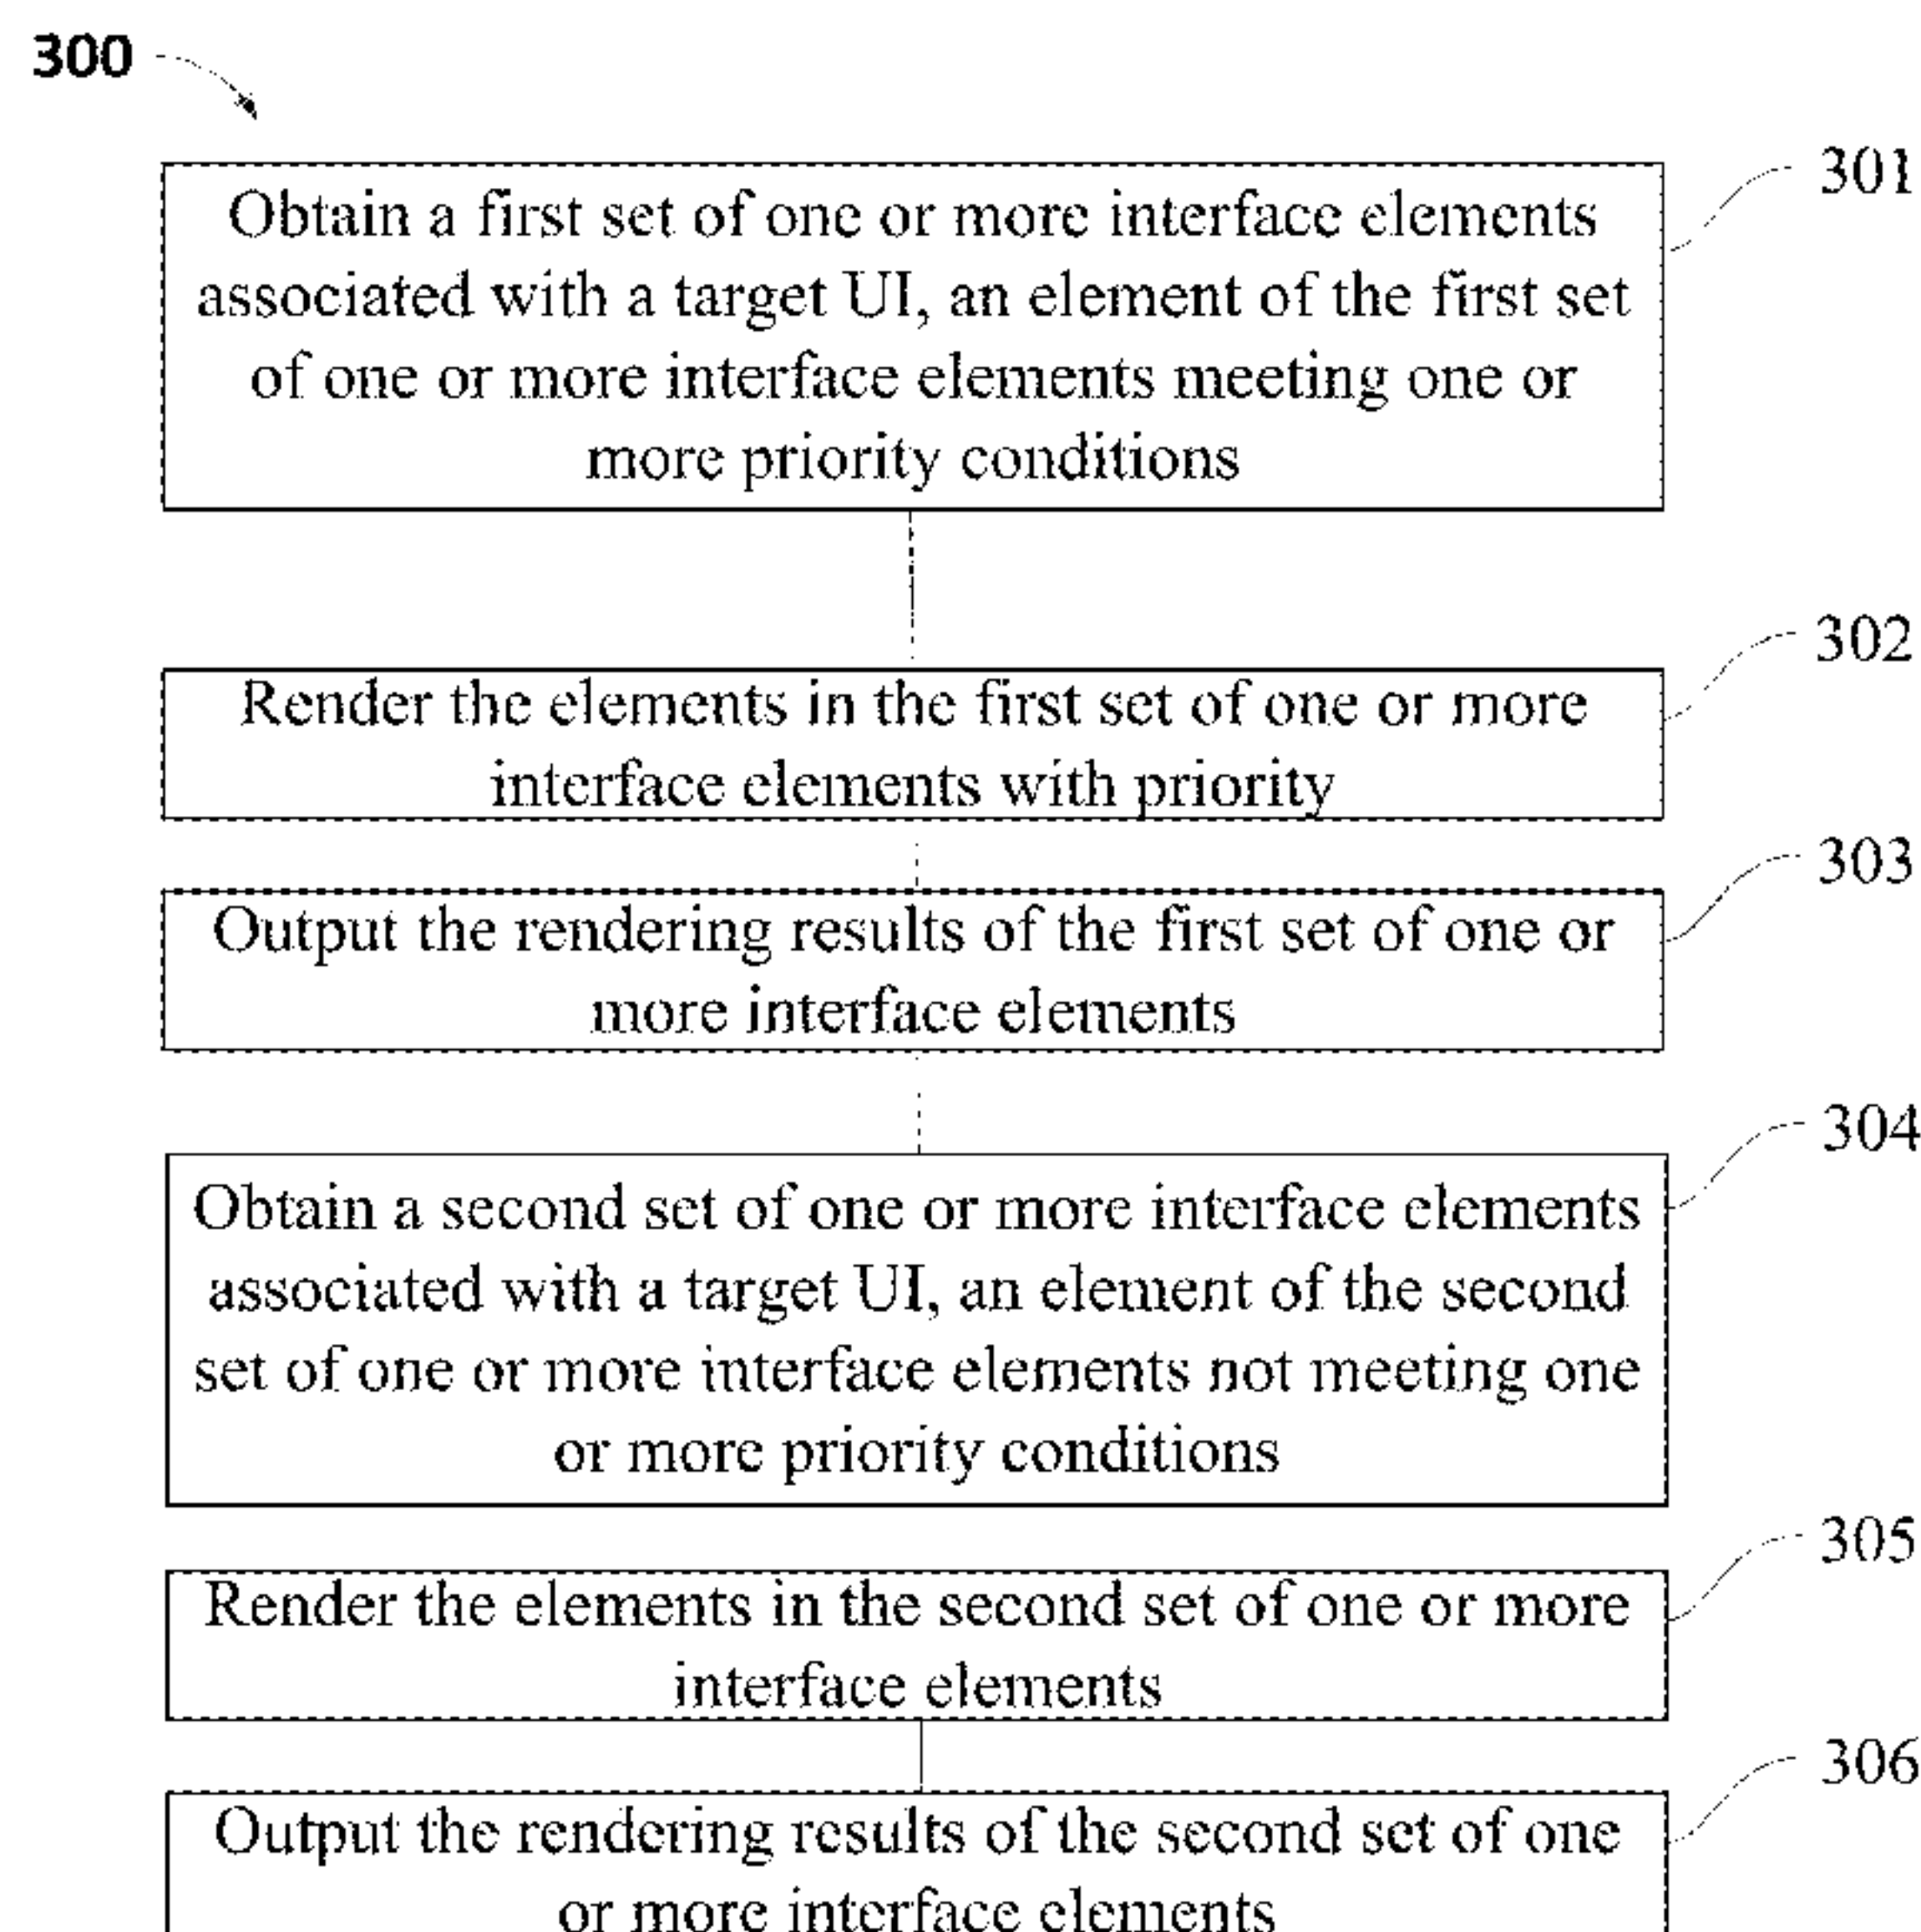 300
301
Obtain a first set of one or more interface elements
associated with a target UI, an element of the first set
of one or more interface elements meeting one or
more priority conditions
302
Render the elements in the first set of one or more
interface elements with priority
303
Output the rendering results of the first set of one or
more interface elements
304
Obtain a second set of one or more interface elements
associated with a target UI, an element of the second
set of one or more interface elements not meeting one
or more priority conditions
305
Render the elements in the second set of one or more
interface elements
306
Output the rendering results of the second set of one
or more interface elements